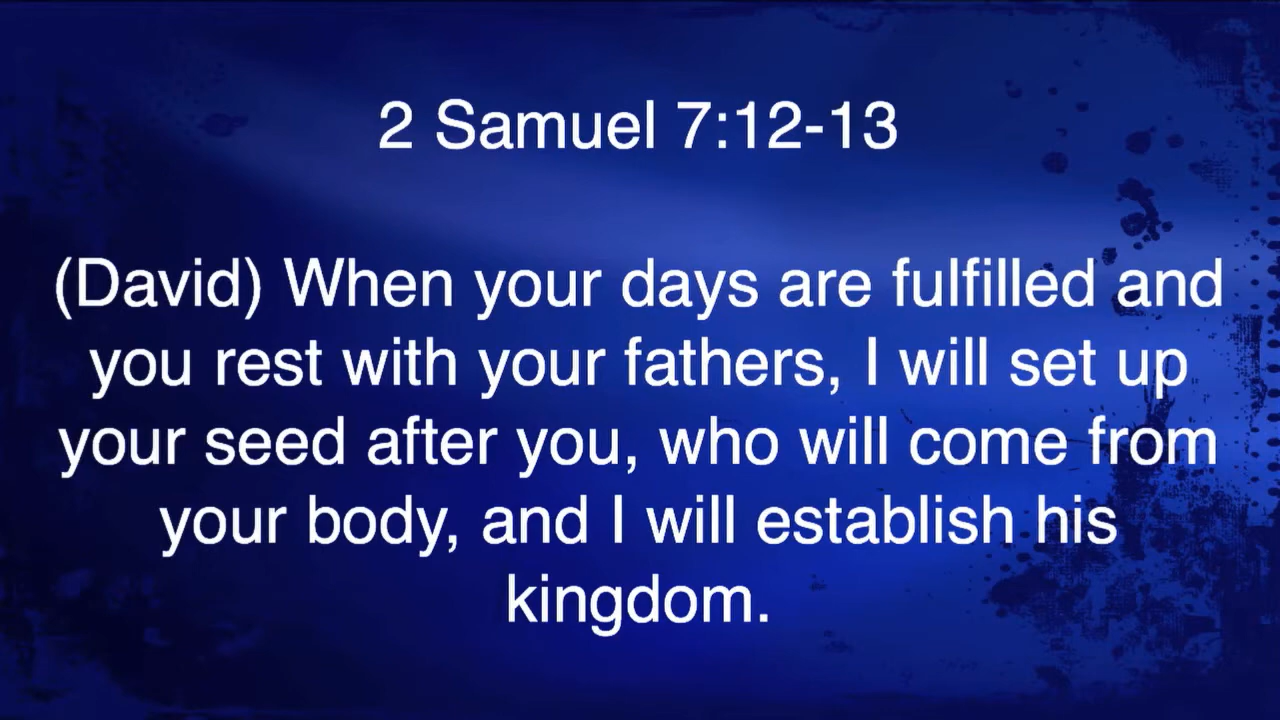 2 Samuel 7:12-13
(David) When your days are fulfilled and
you rest with your fathers, I will set up
your seed after you, who will come from
your body, and I will establish his
kingdom.